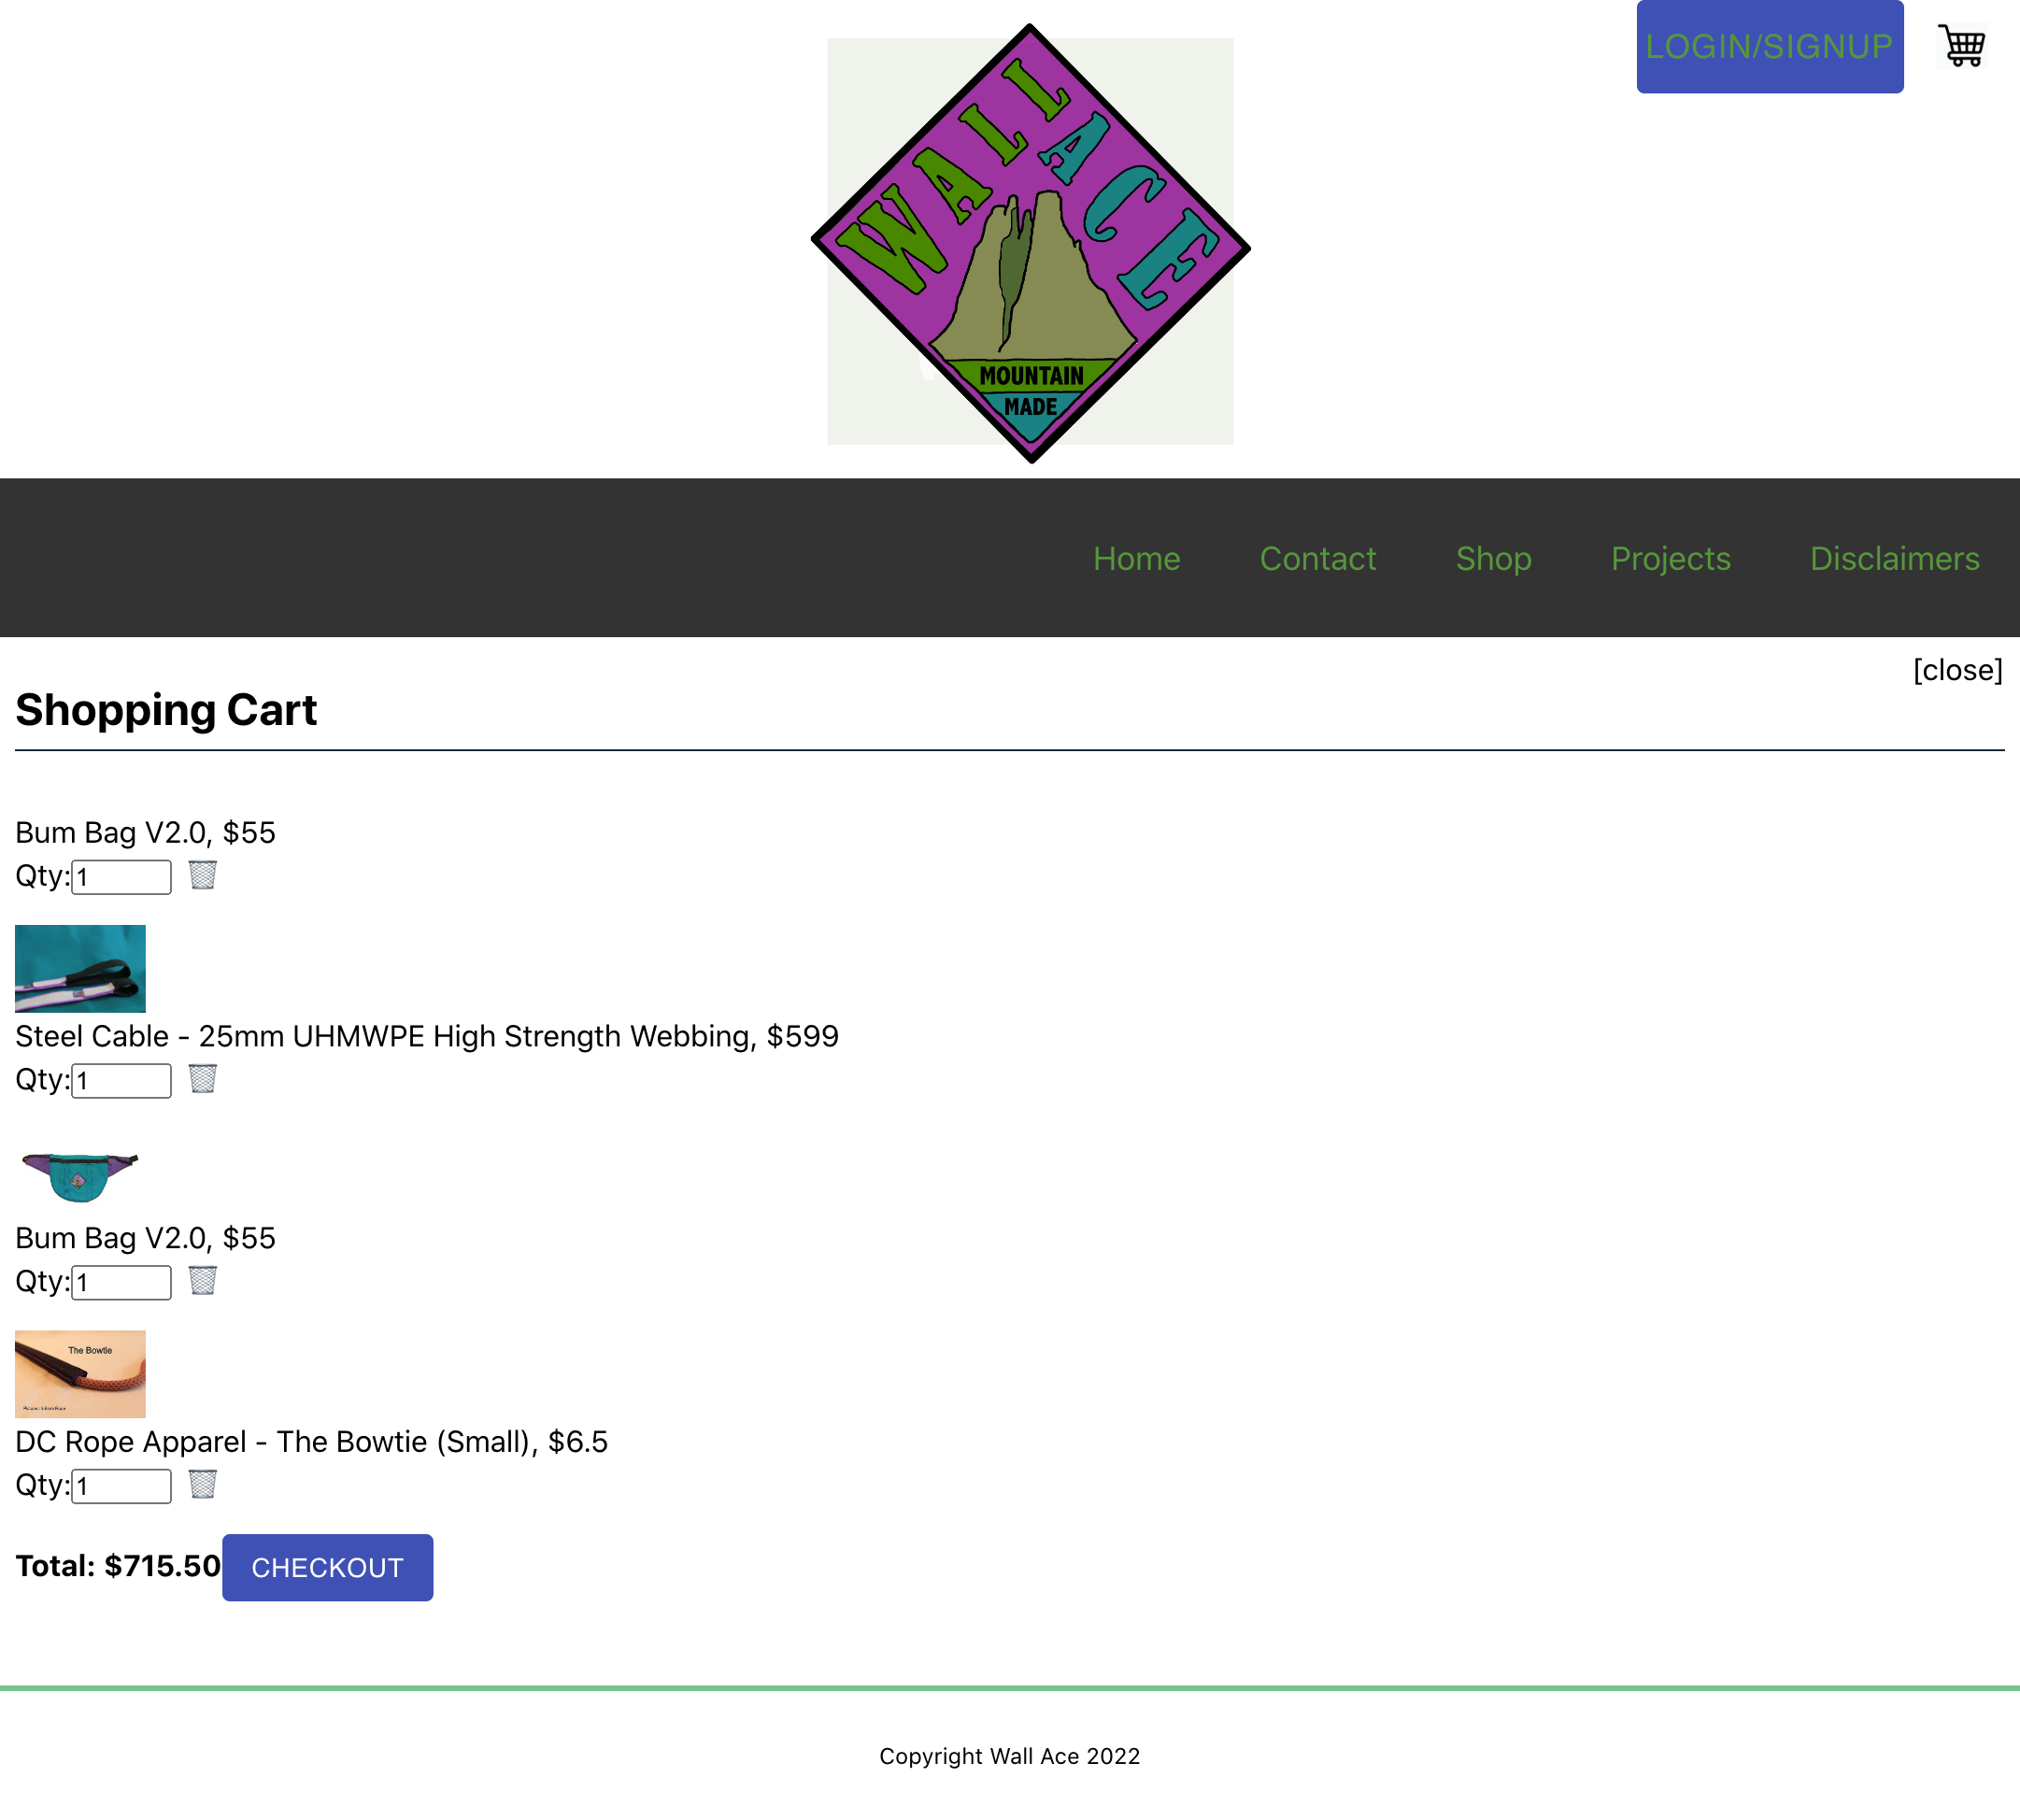 LOGIN/SIGNUP
WALLACE
MOUNTAIN
MADE
Home Contact Shop Projects Disclaimers
[close]
Shopping Cart
Bum Bag V2.0, $55
Qty: 1
Steel Cable - 25mm UHMWPE High Strength Webbing, $599
Qty: 1
Bum Bag V2.0, $55
Qty: 1
The Bowtie
DC Rope Apparel - The Bowtie (Small), $6.5
Qty: 1
Total: $715.50 CHECKOUT
Copyright Wall Ace 2022